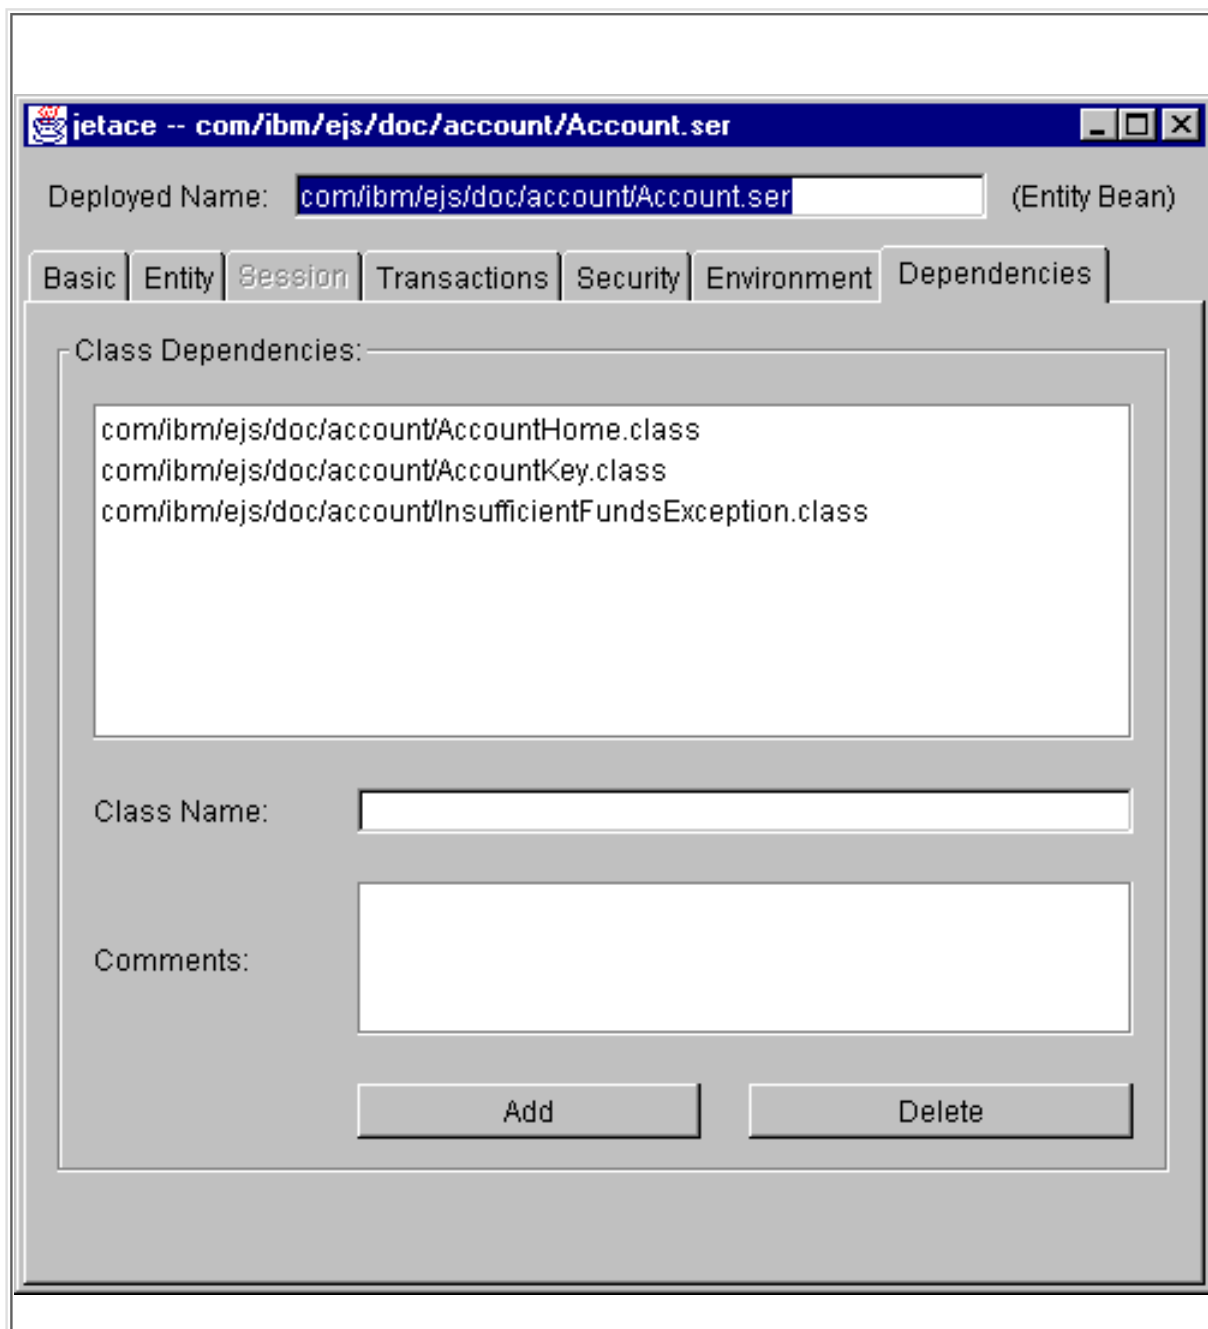 jetace -- com/ibm/ejs/doc/account/Account.ser
Deployed Name: com/ibm/ejs/doc/account/Account.ser (Entity Bean)
Basic Entity Session Transactions Security Environment Dependencies
Class Dependencies:
com/ibm/ejs/doc/account/AccountHome.class
com/ibm/ejs/doc/account/AccountKey.class
com/ibm/ejs/doc/account/InsufficientFundsException.class
Class Name:
Comments:
Add Delete